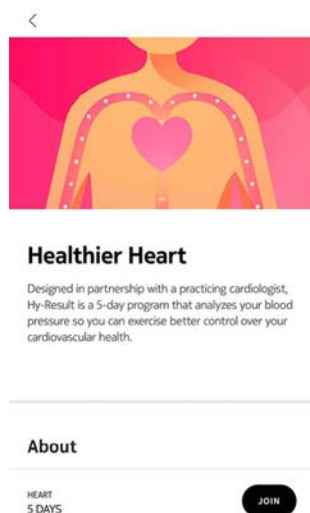 Healthier Heart
Designed in partnership with a practicing cardiologist,
Hy-Result is a 5-day program that analyzes your blood
pressure so you can exercise better control over your
cardiovascular health.
About
HEART
5 DAYS
JOIN